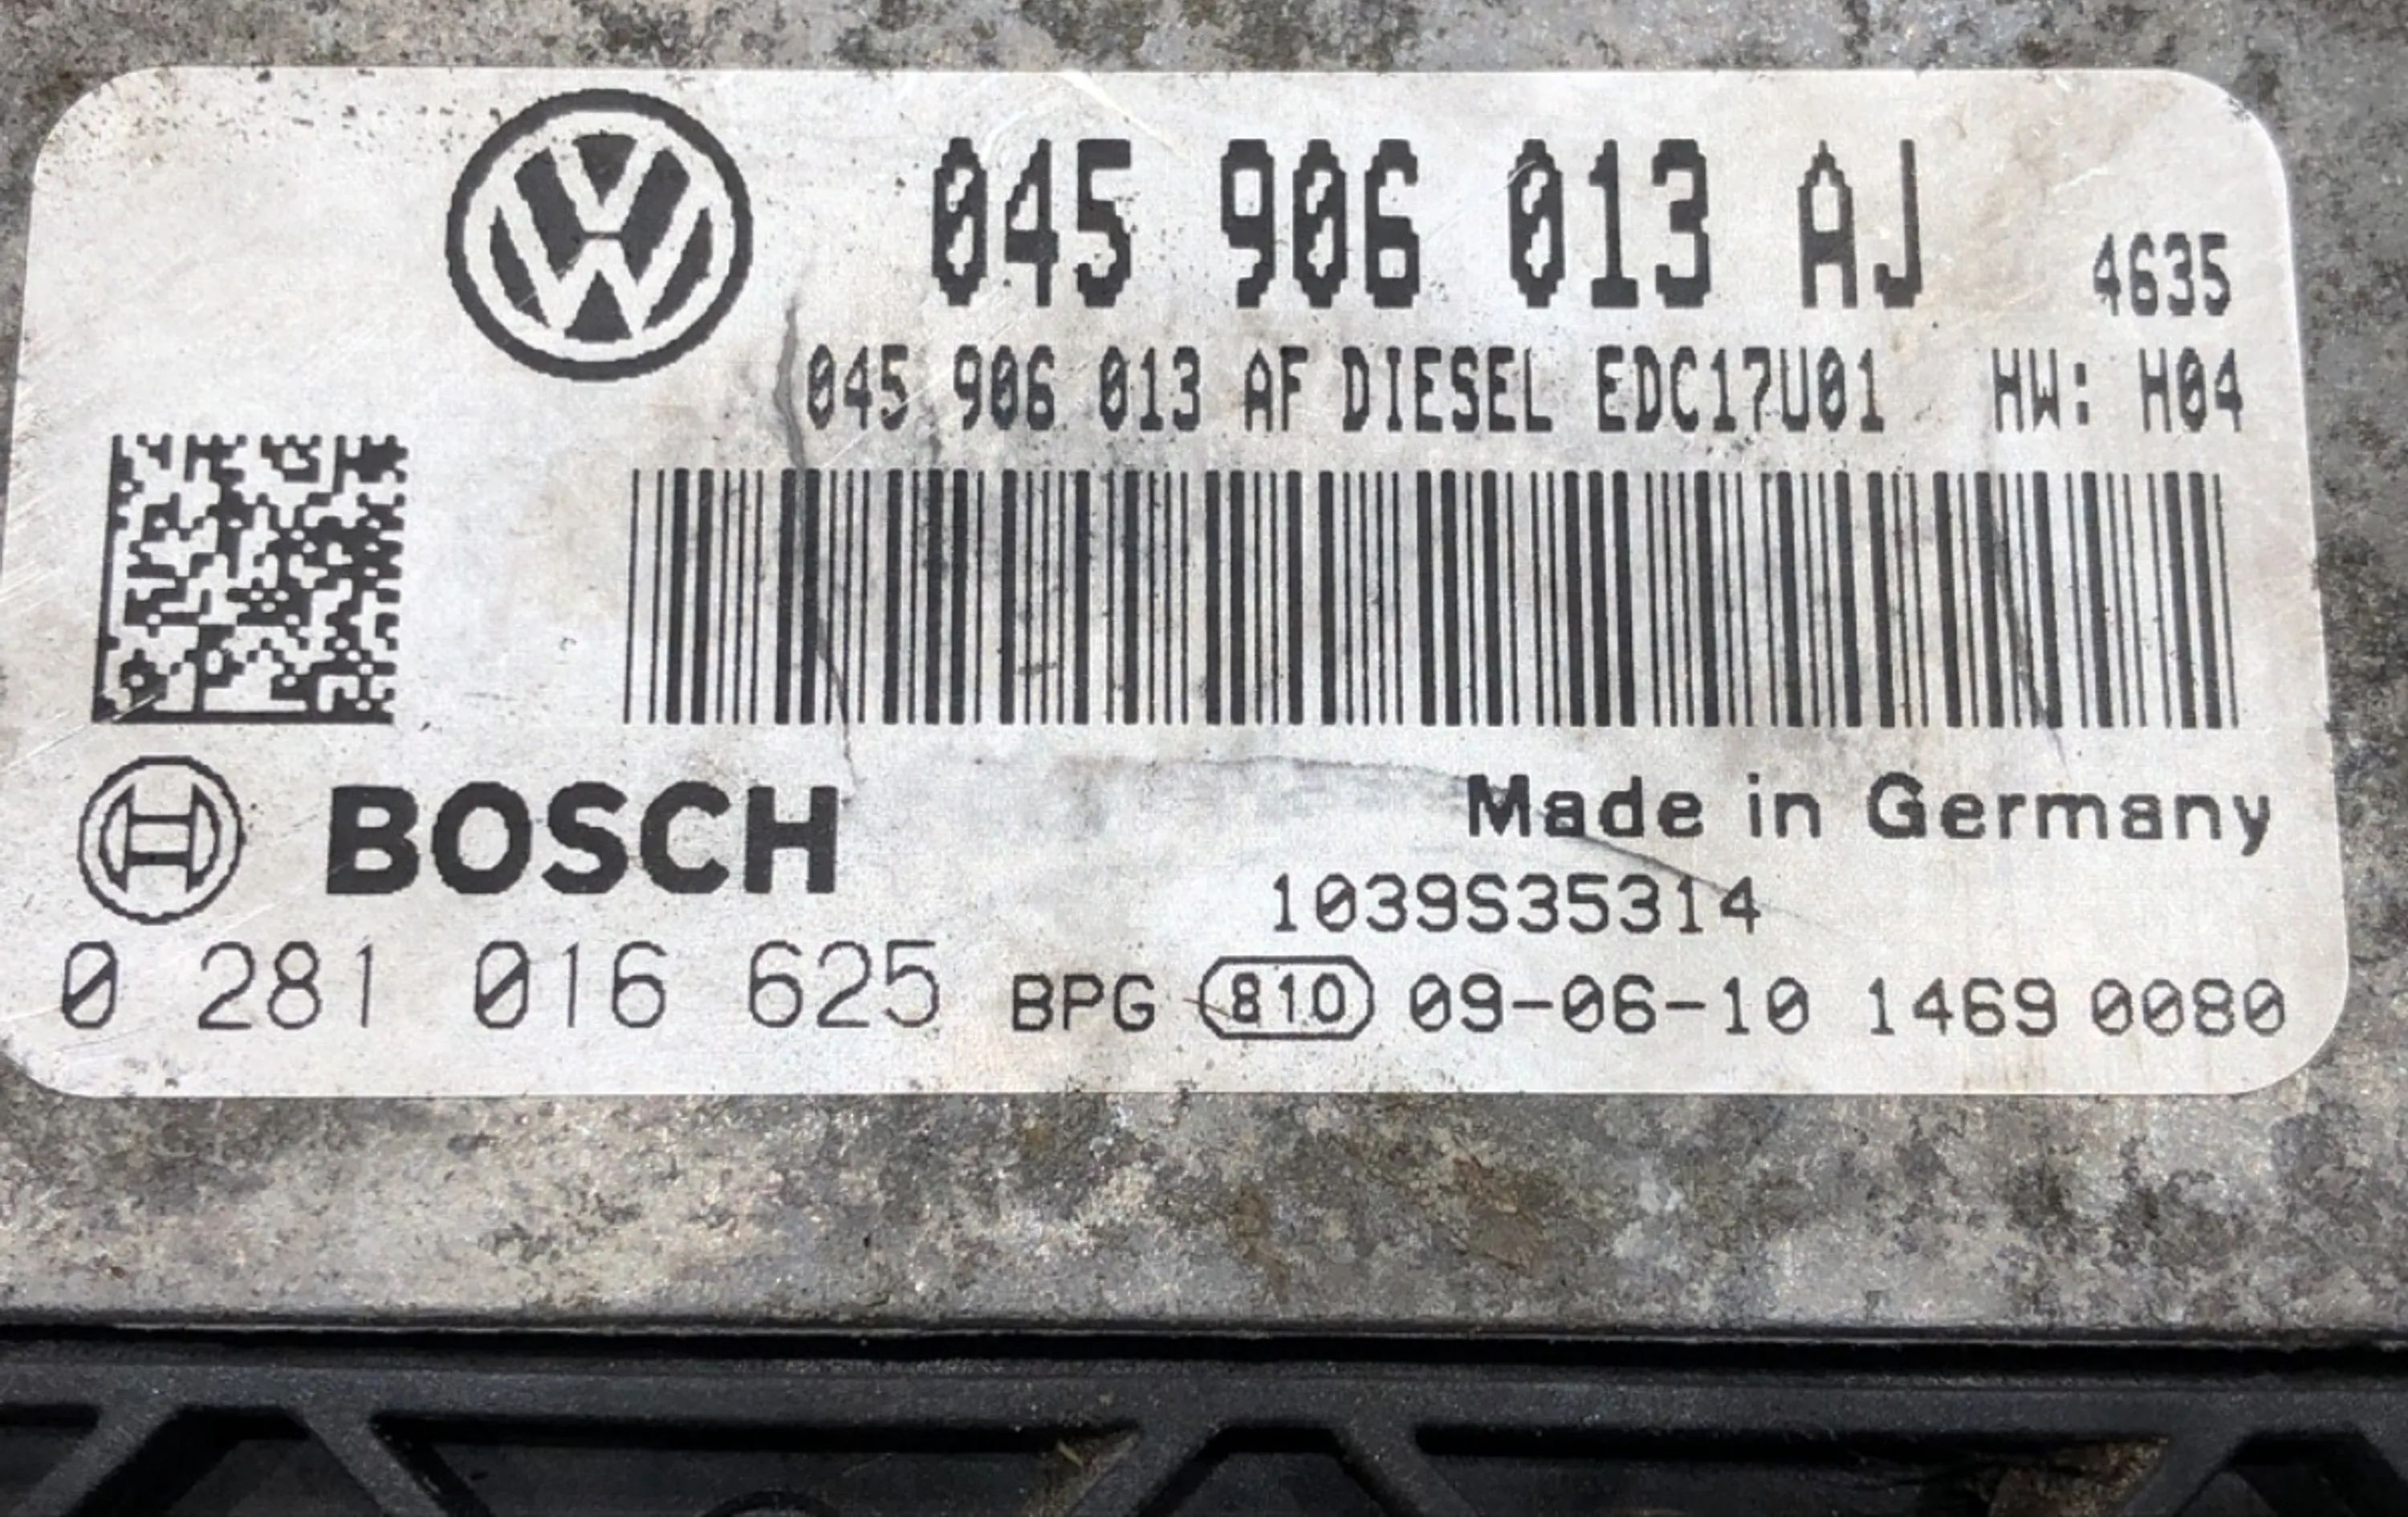 045 906 013 AJ 4635
045 906 013 AF DIESEL EDC17U01 HW: H04
BOSCH
Made in Germany
1039S35314
0 281 016 625 BPG 810 09-06-10 1469 0080